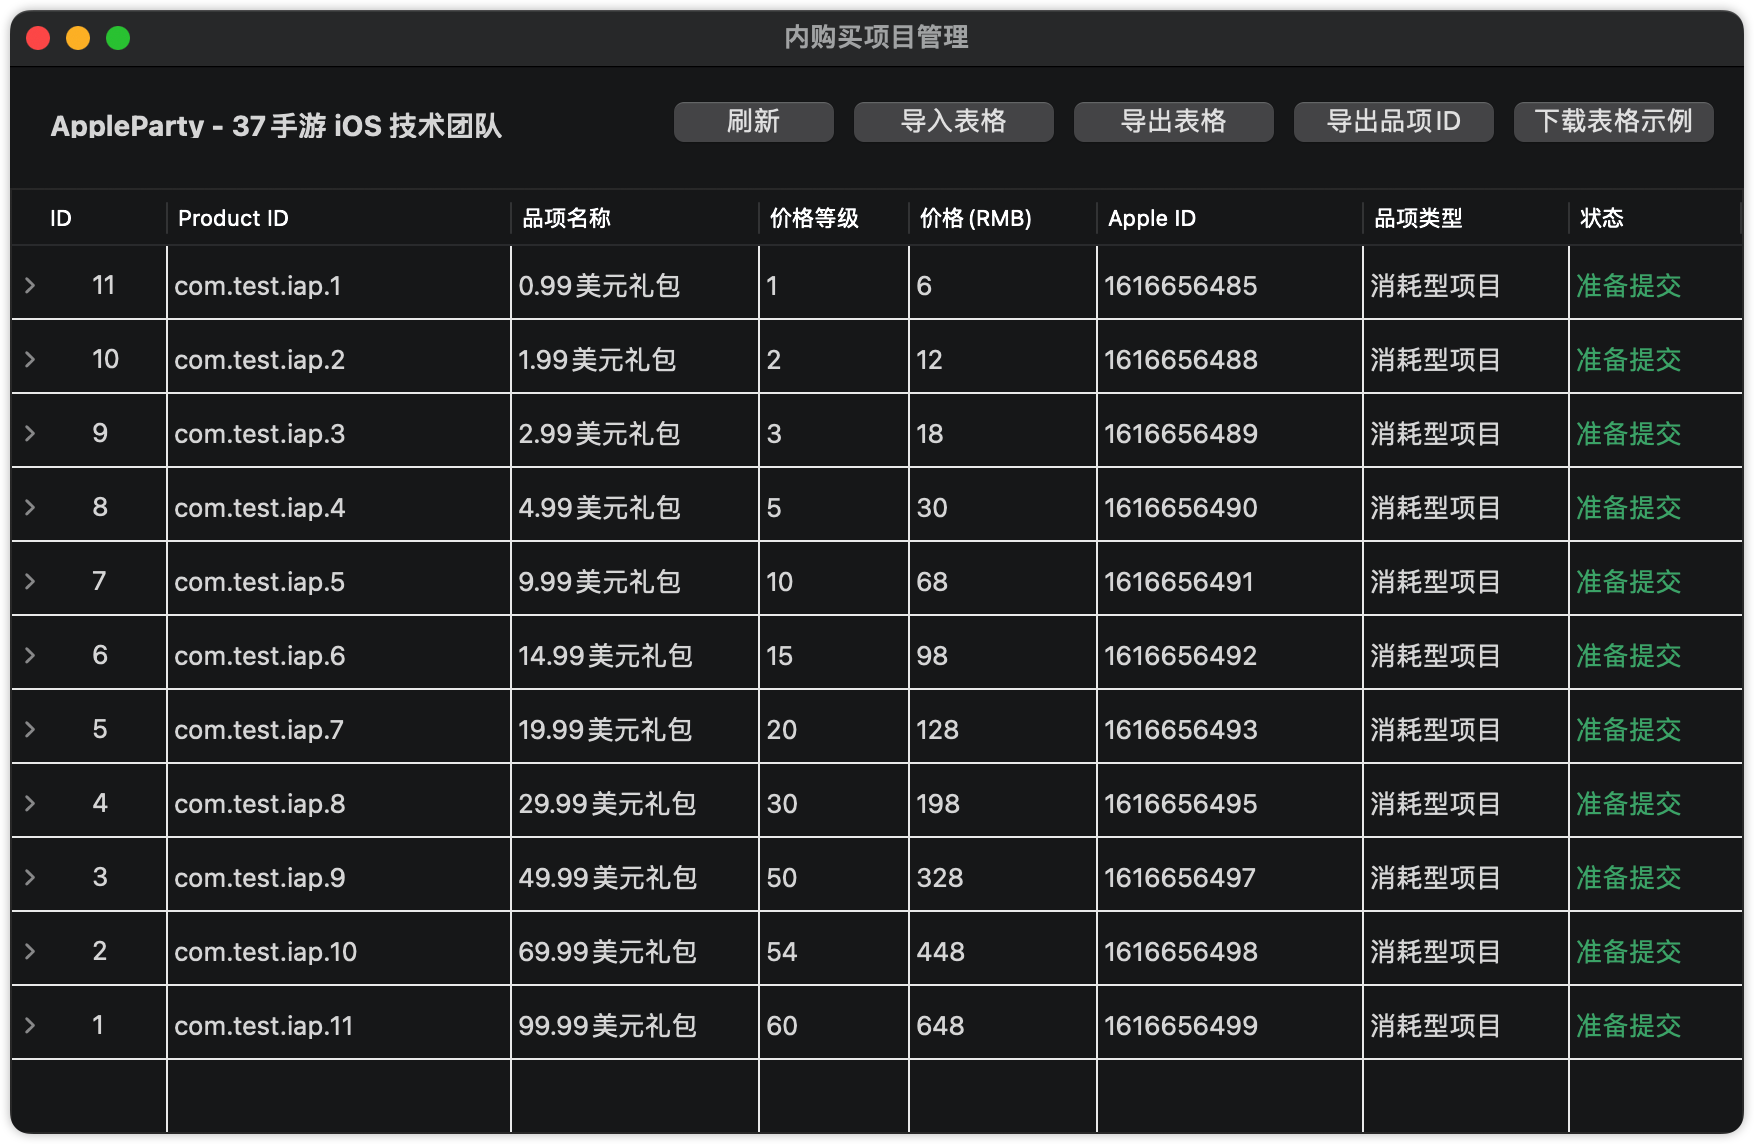 内购买项目管理
AppleParty - 37手游 iOS 技术团队 刷新 导入表格 导出表格 导出品项ID 下载表格示例
ID Product ID 品项名称 价格等级 价格 (RMB) Apple ID 品项类型 状态
11 com.test.iap.1 0.99美元礼包 1 6 1616656485 消耗型项目 准备提交
10 com.test.iap.2 1.99美元礼包 2 12 1616656488 消耗型项目 准备提交
9 com.test.iap.3 2.99美元礼包 3 18 1616656489 消耗型项目 准备提交
8 com.test.iap.4 4.99美元礼包 5 30 1616656490 消耗型项目 准备提交
7 com.test.iap.5 9.99美元礼包 10 68 1616656491 消耗型项目 准备提交
6 com.test.iap.6 14.99美元礼包 15 98 1616656492 消耗型项目 准备提交
5 com.test.iap.7 19.99美元礼包 20 128 1616656493 消耗型项目 准备提交
4 com.test.iap.8 29.99美元礼包 30 198 1616656495 消耗型项目 准备提交
3 com.test.iap.9 49.99美元礼包 50 328 1616656497 消耗型项目 准备提交
2 com.test.iap.10 69.99美元礼包 54 448 1616656498 消耗型项目 准备提交
1 com.test.iap.11 99.99美元礼包 60 648 1616656499 消耗型项目 准备提交